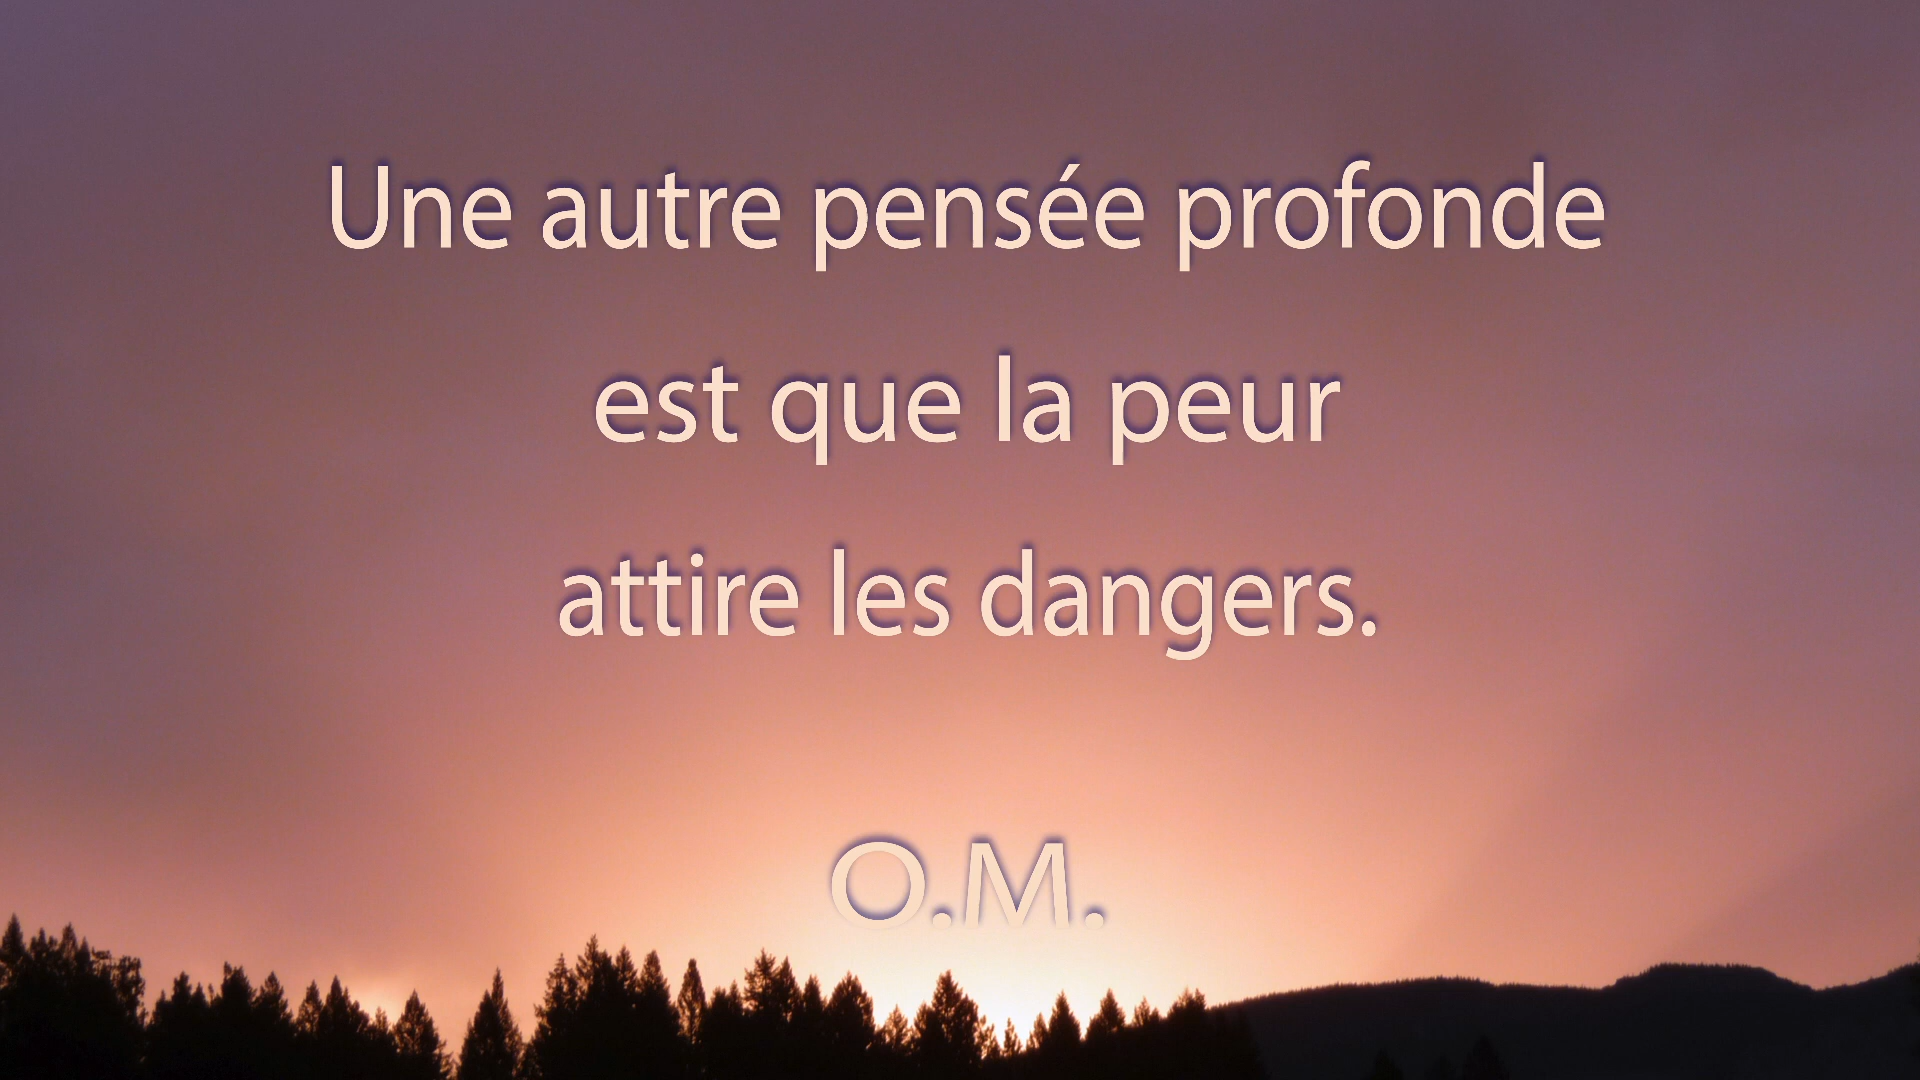 Une autre pensée profonde
est que la peur
attire les dangers.
O.M.